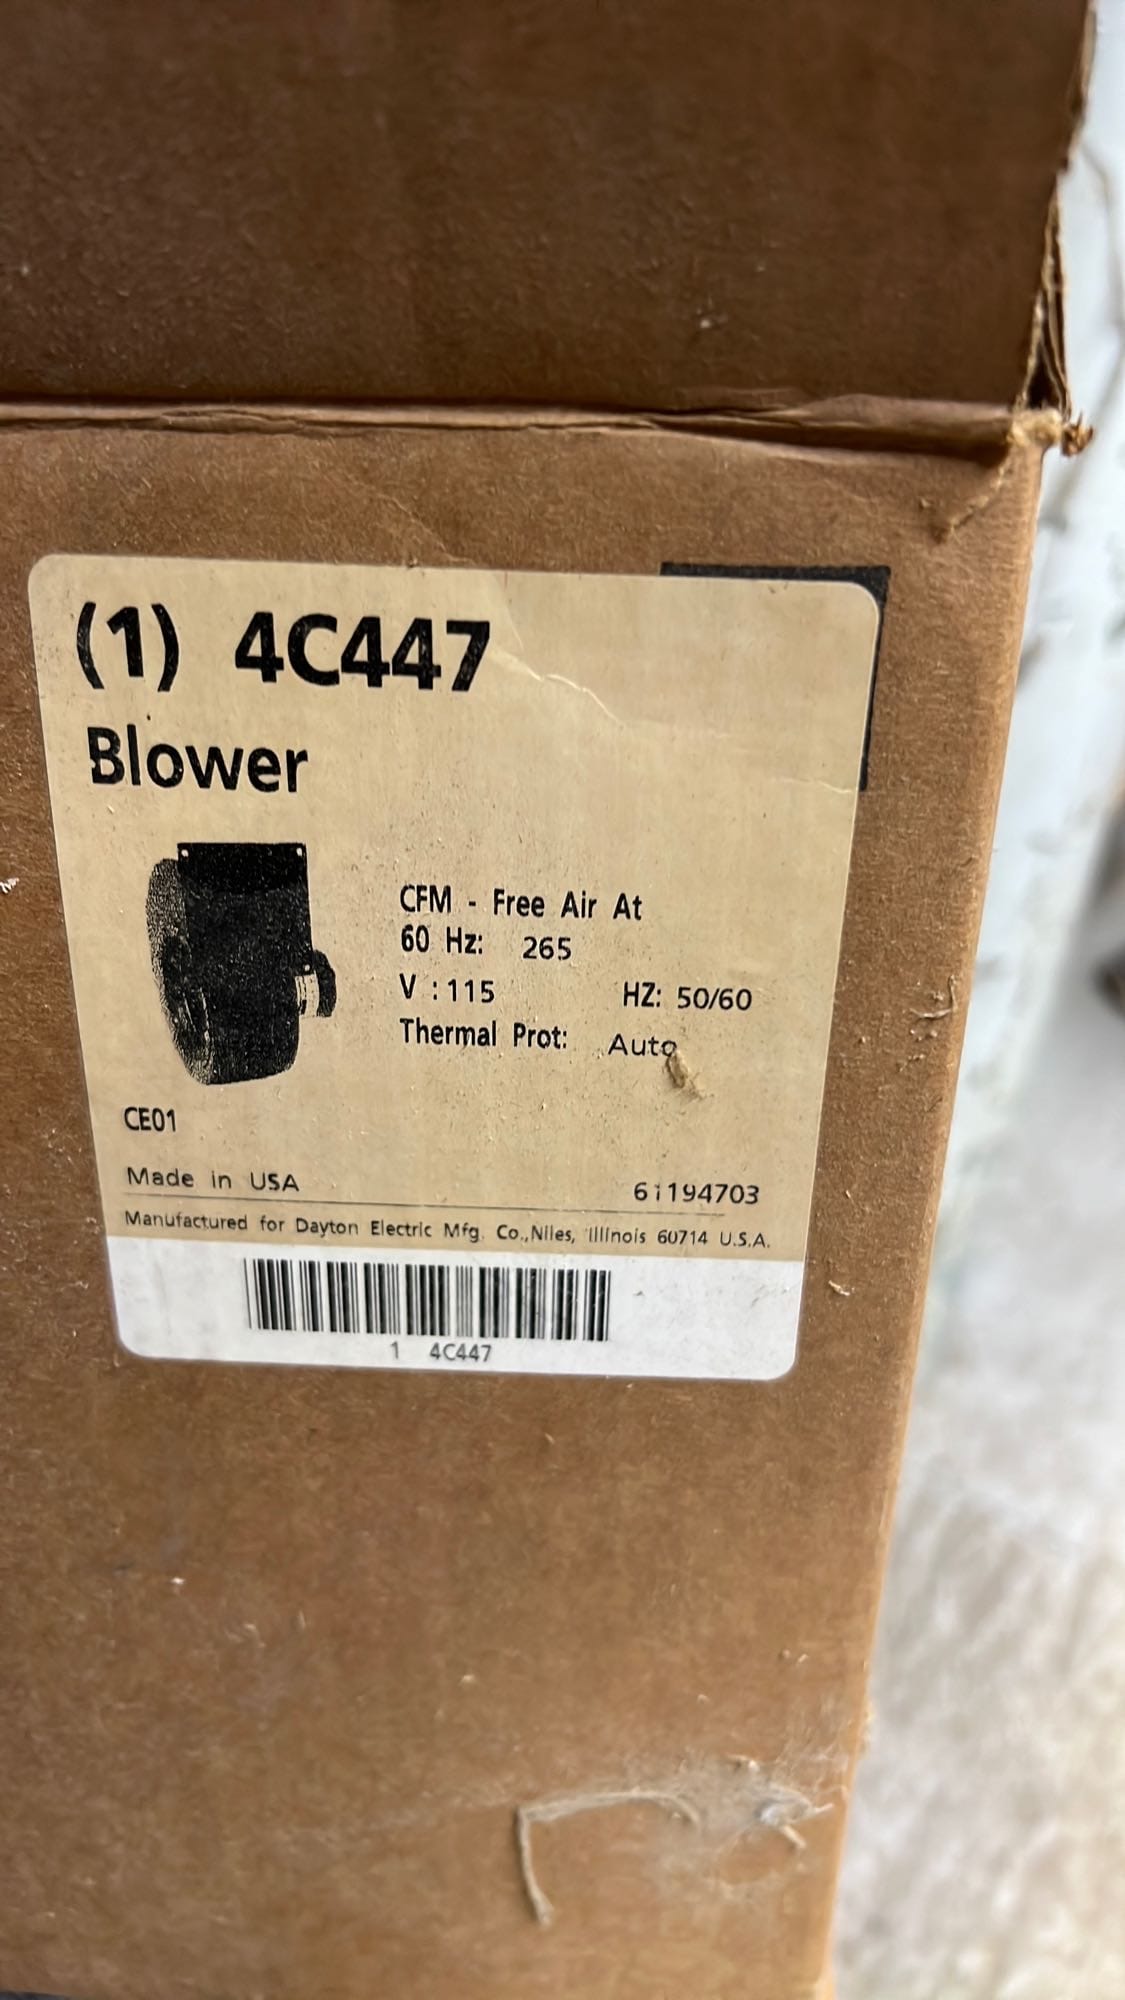 (1) 4C447
Blower
CFM - Free Air At
60 Hz: 265
V : 115 HZ: 50/60
Thermal Prot: Auto
CE01
Made in USA 61194703
Manufactured for Dayton Electric Mfg. Co., Niles, Illinois 60714 U.S.A.
1 4C447